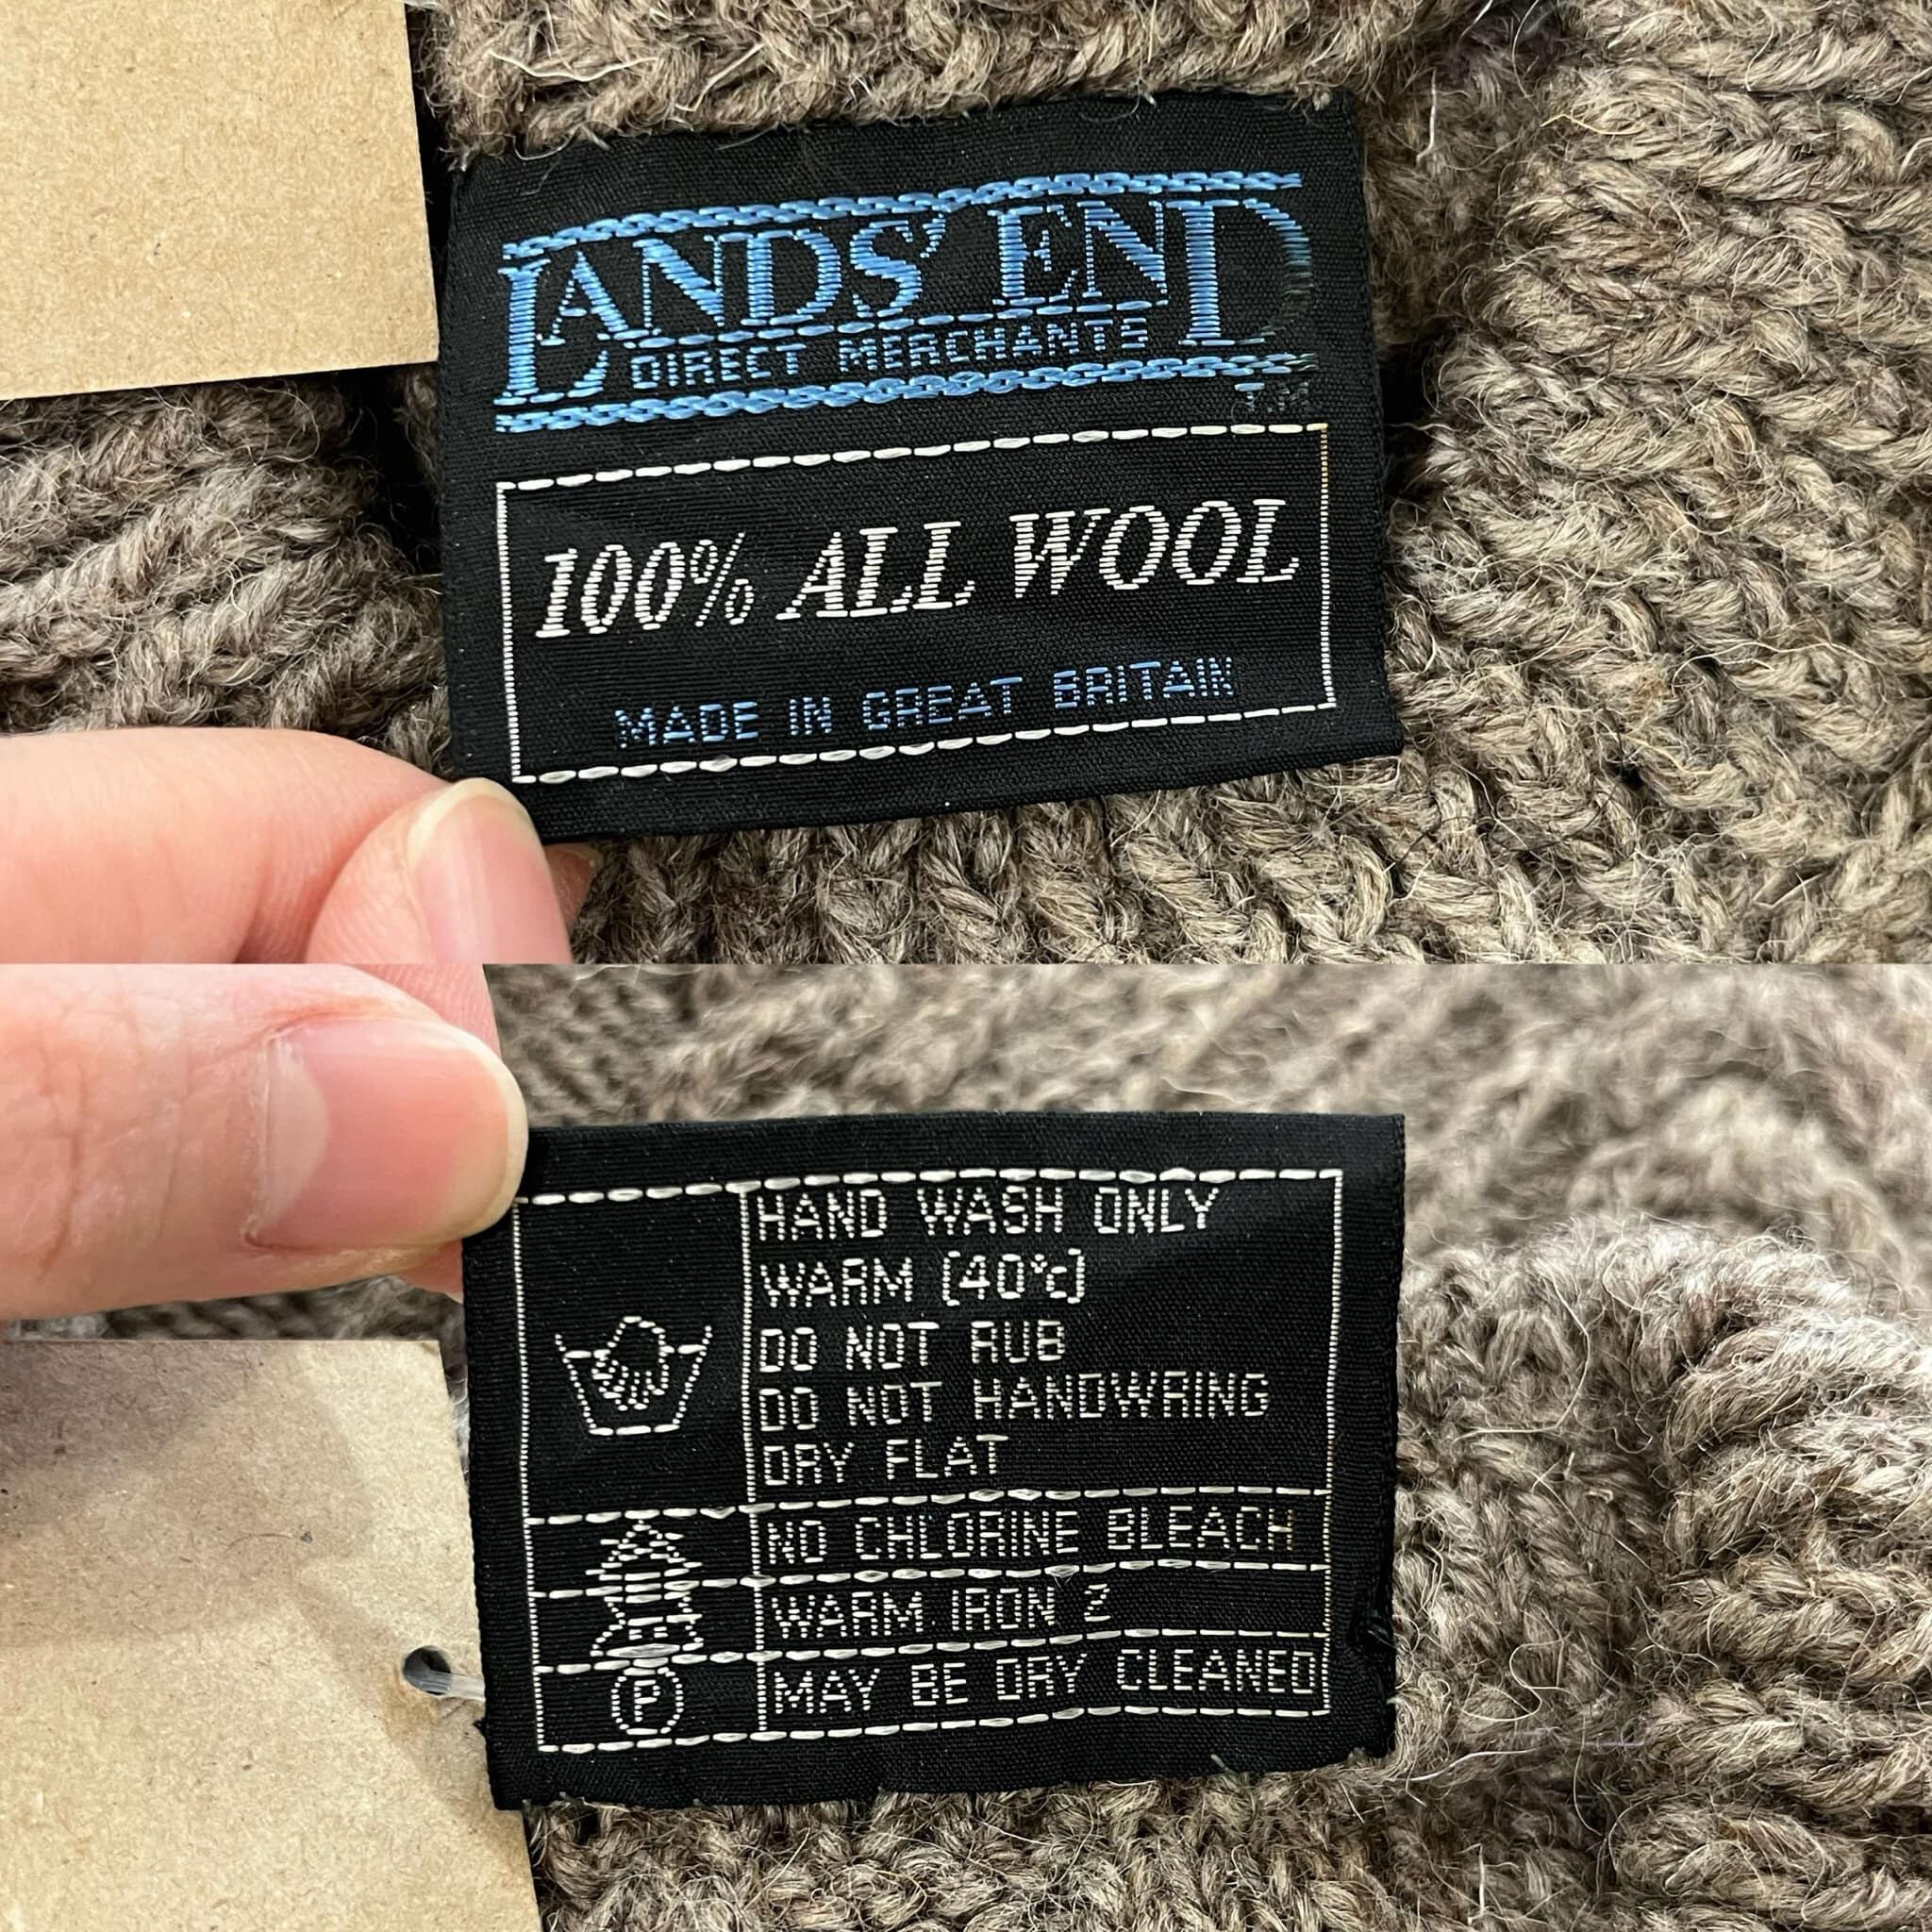 LANDS' END
DIRECT MERCHANTS
T.M
100% ALL WOOL
MADE IN GREAT BRITAIN
HAND WASH ONLY
WARM (40°C)
DO NOT RUB
DO NOT HANDWRING
DRY FLAT
NO CHLORINE BLEACH
WARM IRON 2
MAY BE DRY CLEANED
P